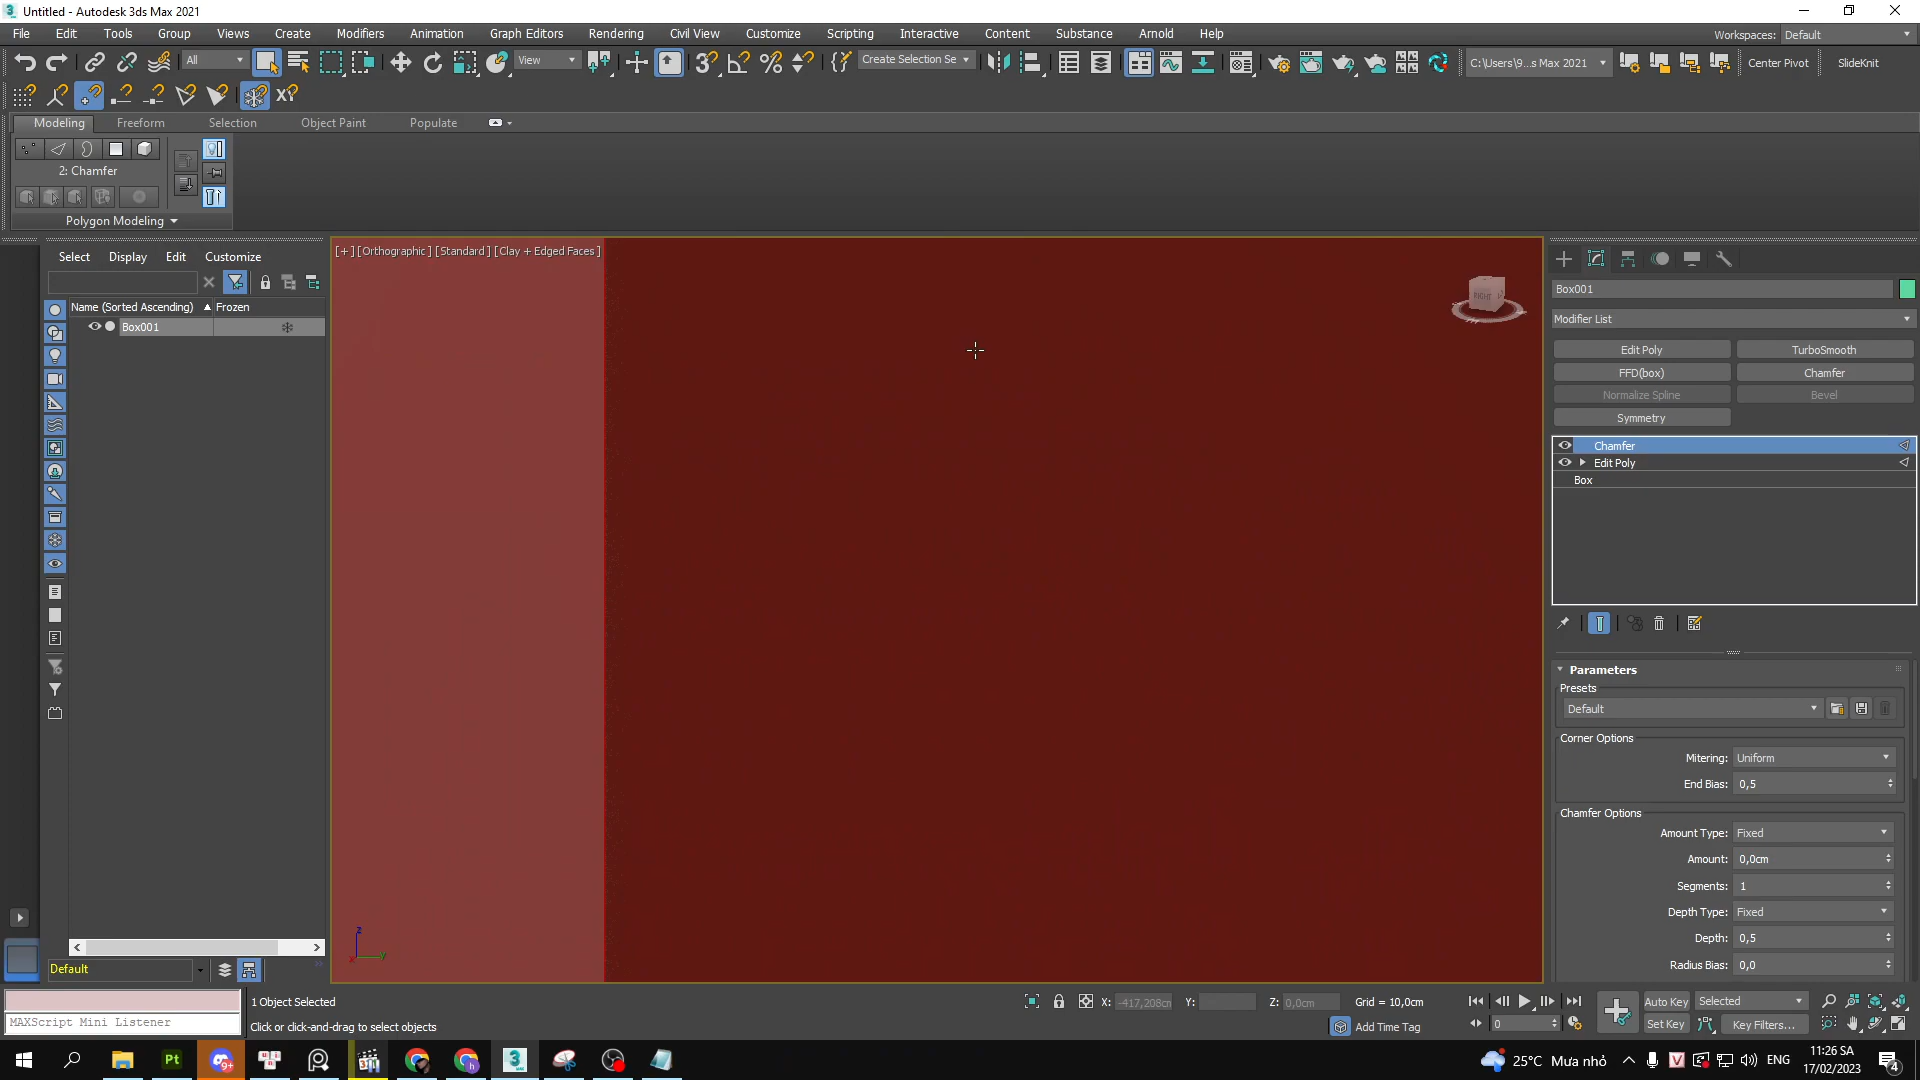 Untitled - Autodesk 3ds Max 2021
File Edit Tools Group Views Create Modifiers Animation Graph Editors Rendering Civil View Customize Scripting Interactive Content Substance Arnold Help
Workspaces: Default
All
View
Create Selection Se
C:\Users\9...s Max 2021
Center Pivot
SlideKnit
XY
Modeling Freeform Selection Object Paint Populate
2: Chamfer
Polygon Modeling
Select Display Edit Customize
Name (Sorted Ascending) Frozen
Box001
[+] [Orthographic] [Standard] [Clay + Edged Faces]
RIGHT
z
y
x
Box001
Modifier List
Edit Poly TurboSmooth
FFD(box) Chamfer
Normalize Spline Bevel
Symmetry
Chamfer
Edit Poly
Box
Parameters
Presets
Default
Corner Options
Mitering: Uniform
End Bias: 0,5
Chamfer Options
Amount Type: Fixed
Amount: 0,0cm
Segments: 1
Depth Type: Fixed
Depth: 0,5
Radius Bias: 0,0
Default
MAXScript Mini Listener
1 Object Selected
Click or click-and-drag to select objects
X: -417,208cm Y: Z: 0,0cm Grid = 10,0cm
Add Time Tag
0
Auto Key Selected
Set Key Key Filters...
Pt
9+
3
25°C Mưa nhỏ
V
ENG
11:26 SA
17/02/2023
4